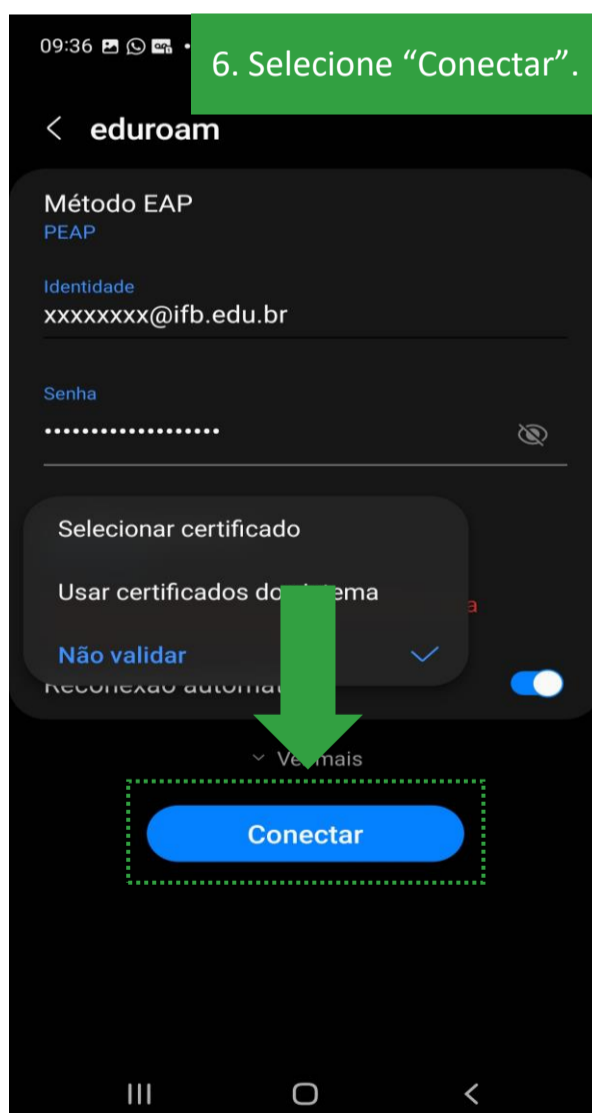 09:36
6. Selecione “Conectar”.
eduroam
Método EAP
PEAP
Identidade
xxxxxxxx@ifb.edu.br
Senha
•••••••••••••••••••
Selecionar certificado
Usar certificados do
Não validar
Reconexão
mais
Conectar